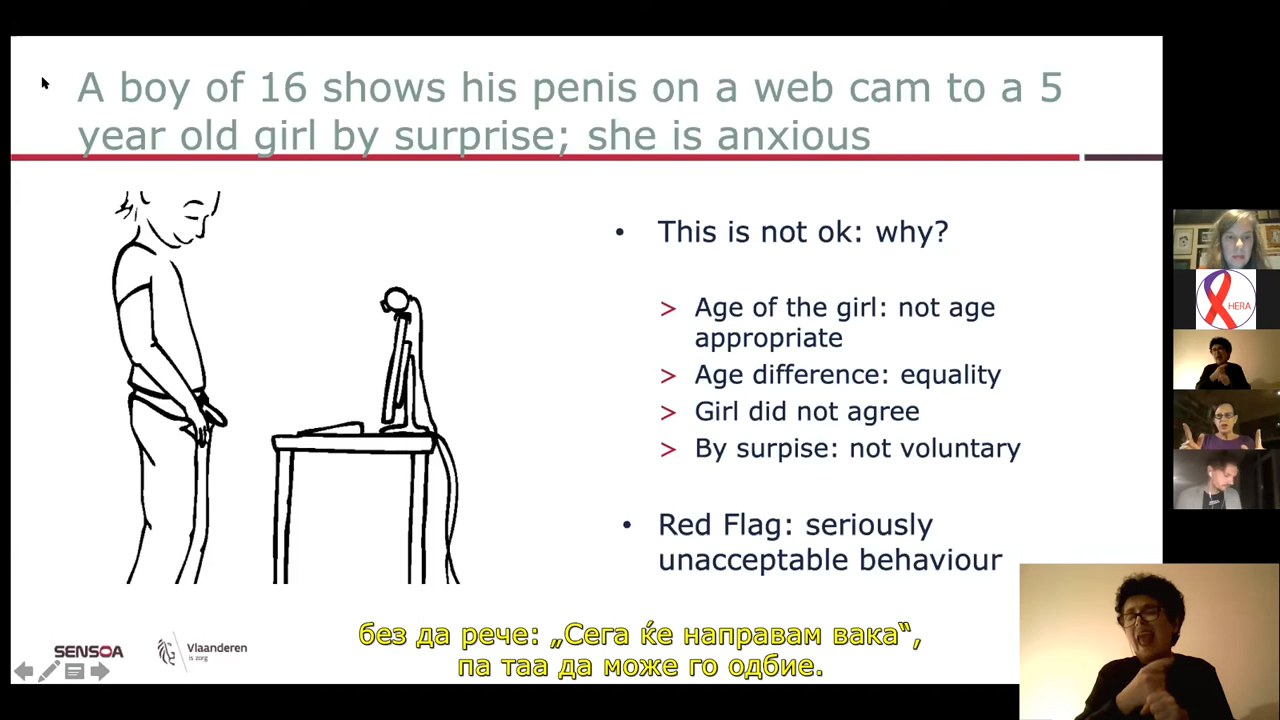 A boy of 16 shows his penis on a web cam to a 5
year old girl by surprise; she is anxious
• This is not ok: why?
> Age of the girl: not age
appropriate
> Age difference: equality
> Girl did not agree
> By surpise: not voluntary
• Red Flag: seriously
unacceptable behaviour
HERA
SENSOA
Vlaanderen
is zorg
без да рече: „Сега ќе направам вака“,
па таа да може го одбие.